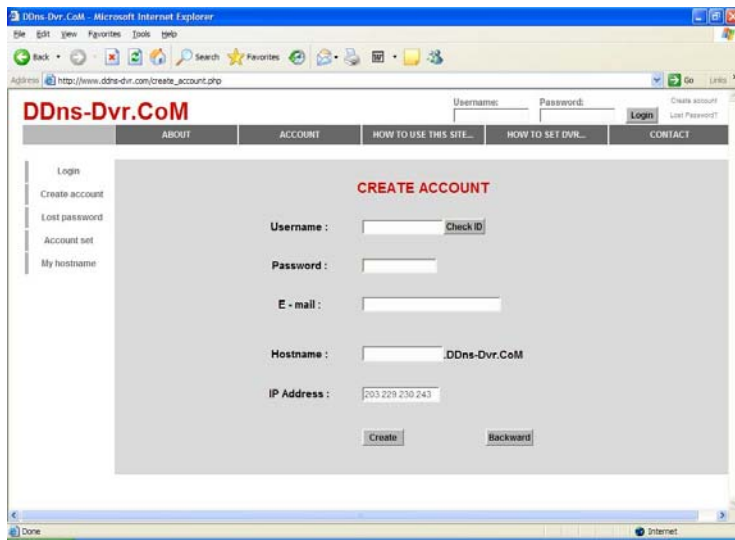 DDns-Dvr.CoM - Microsoft Internet Explorer
File Edit View Favorites Tools Help
Back Search Favorites
Address http://www.ddns-dvr.com/create_account.php Go Links
DDns-Dvr.CoM
Username: Password: Create account
Login Lost Password?
ABOUT ACCOUNT HOW TO USE THIS SITE... HOW TO SET DVR... CONTACT
Login
Create account
Lost password
Account set
My hostname
CREATE ACCOUNT
Username : Check ID
Password :
E - mail :
Hostname : .DDns-Dvr.CoM
IP Address : 203.229.230.243
Create Backward
Done Internet